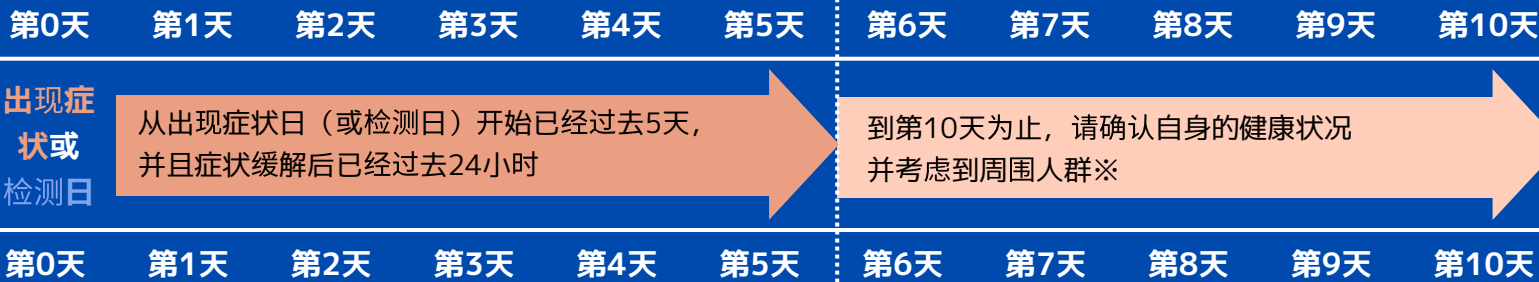 第0天 第1天 第2天 第3天 第4天 第5天 第6天 第7天 第8天 第9天 第10天
出现症
状或
检测日
从出现症状日（或检测日）开始已经过去5天，
并且症状缓解后已经过去24小时
到第10天为止，请确认自身的健康状况
并考虑到周围人群※
第0天 第1天 第2天 第3天 第4天 第5天 第6天 第7天 第8天 第9天 第10天